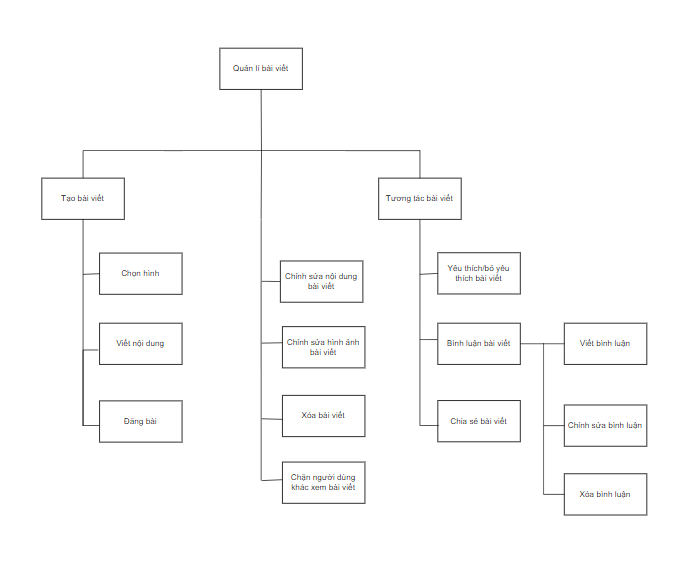 Quản lí bài viết
Tạo bài viết
Tương tác bài viết
Chọn hình
Viết nội dung
Đăng bài
Chỉnh sửa nội dung
bài viết
Chỉnh sửa hình ảnh
bài viết
Xóa bài viết
Chặn người dùng
khác xem bài viết
Yêu thích/bỏ yêu
thích bài viết
Bình luận bài viết
Chia sẻ bài viết
Viết bình luận
Chỉnh sửa bình luận
Xóa bình luận